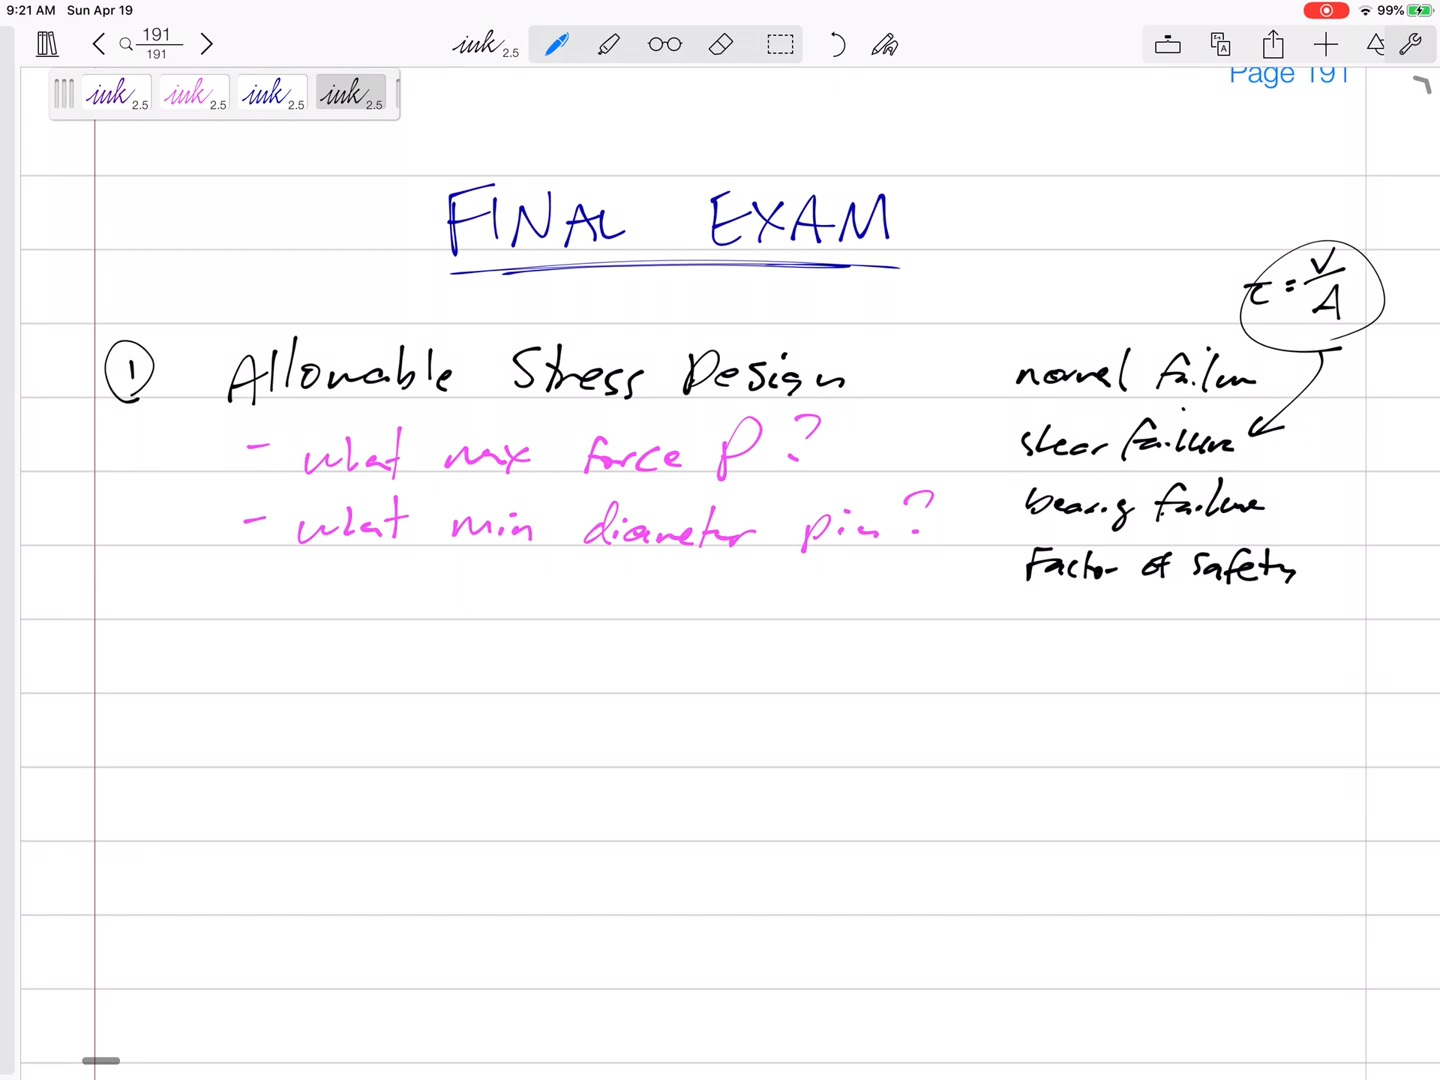 9:21 AM Sun Apr 19
99%
191
191
ink 2.5
ink 2.5
ink 2.5
ink 2.5
ink 2.5
Page 191
FINAL EXAM
τ = V/A
① Allowable Stress Design
- what max force P?
- what min diameter pin?
normal failure
shear failure
bearing failure
Factor of safety